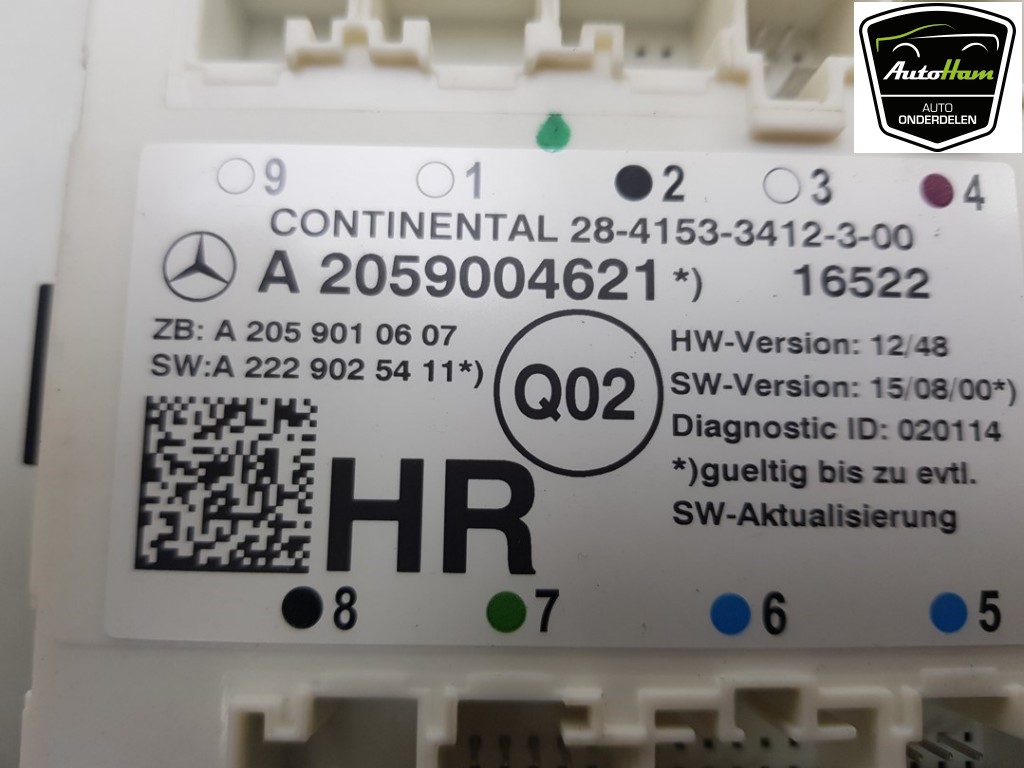 AutoHam
AUTO
ONDERDELEN
9 1 2 3 4
CONTINENTAL 28-4153-3412-3-00
A 2059004621 *) 16522
ZB: A 205 901 06 07
SW:A 222 902 54 11*)
Q02
HW-Version: 12/48
SW-Version: 15/08/00*)
Diagnostic ID: 020114
*)gueltig bis zu evtl.
SW-Aktualisierung
HR
8 7 6 5